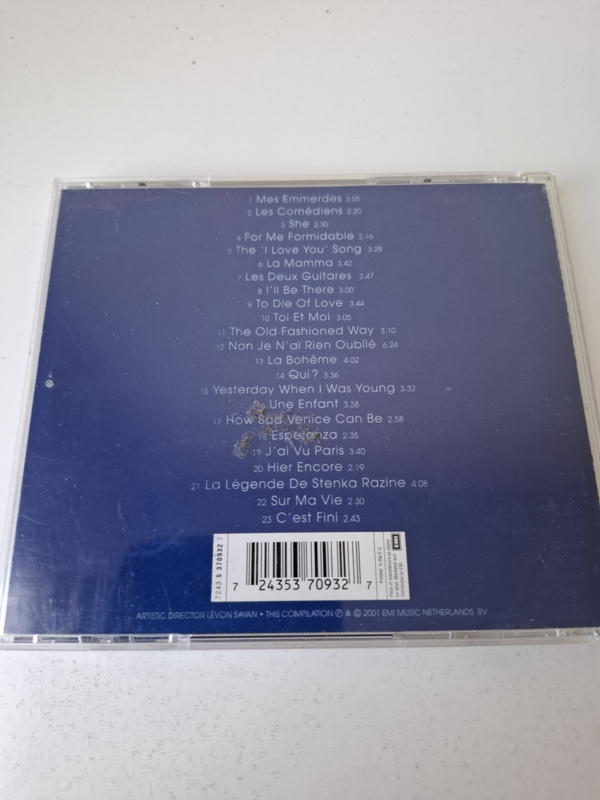 1 Mes Emmerdes 3.05
2 Les Comédiens 2.20
3 She 2.50
4 For Me Formidable 2.16
5 The 'I Love You' Song 3.28
6 La Mamma 3.42
7 Les Deux Guitares 3.47
8 I'll Be There 3.00
9 To Die Of Love 3.44
10 Toi Et Moi 3.05
11 The Old Fashioned Way 3.10
12 Non Je N'ai Rien Oublié 6.24
13 La Bohême 4.02
14 Qui? 3.36
15 Yesterday When I Was Young 3.32
Une Enfant 3.38
17 How Sad Venice Can Be 2.58
18 Esperanza 2.35
19 J'ai Vu Paris 3.40
20 Hier Encore 2.19
21 La Légende De Stenka Razine 4.08
22 Sur Ma Vie 2.30
23 C'est Fini 2.43
7243 5 370932 7
7 24353 70932 7
EMI
Printed in the E.U.
ARTISTIC DIRECTOR LÉVON SAYAN • THIS COMPILATION ℗ & © 2001 EMI MUSIC NETHERLANDS BV